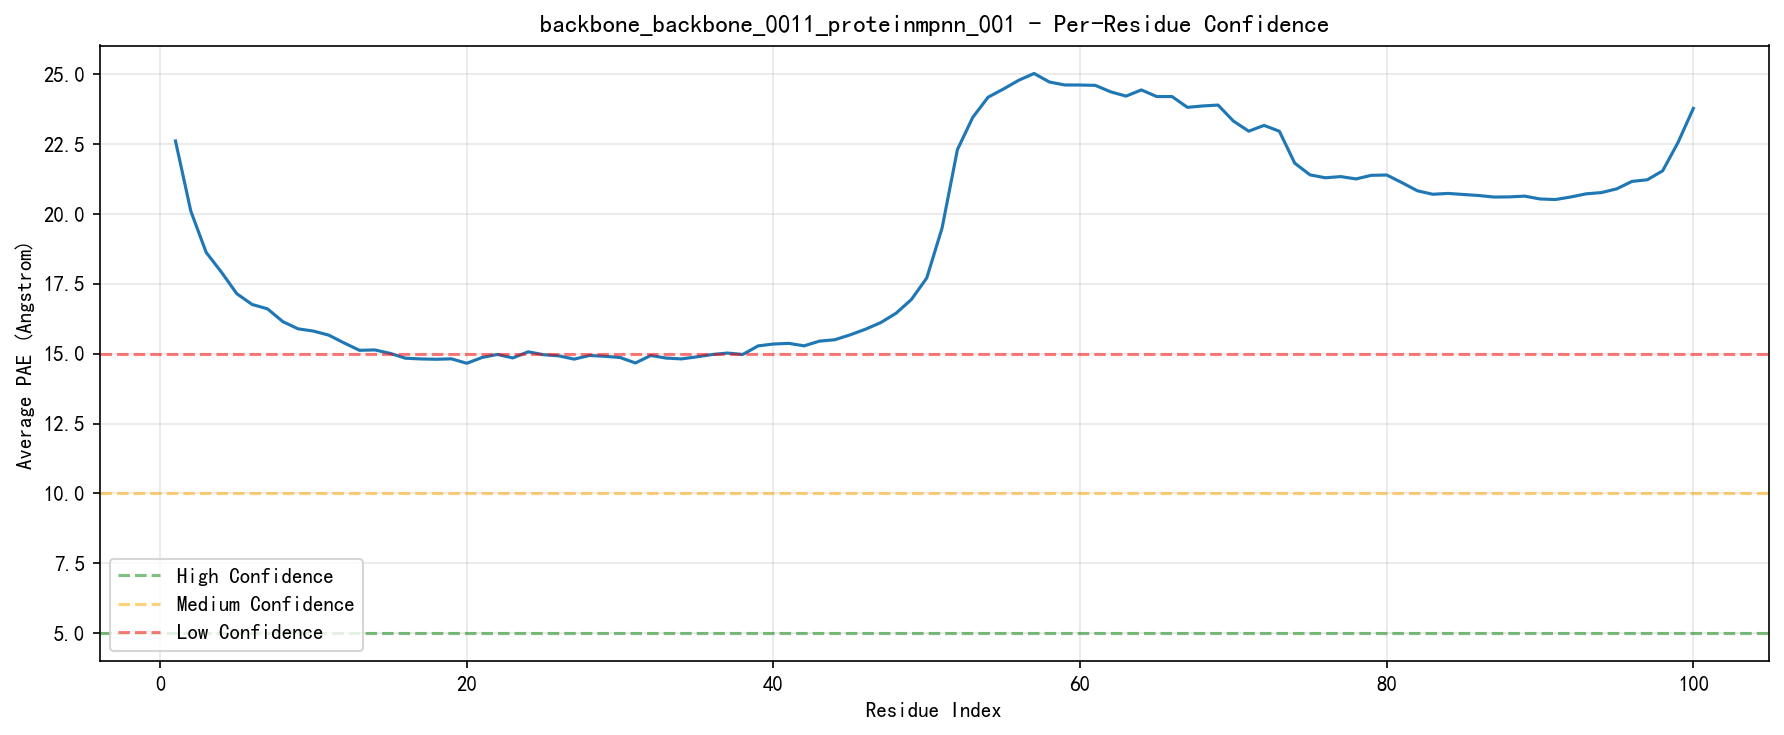 backbone_backbone_0011_proteinmpnn_001 - Per-Residue Confidence
Average PAE (Angstrom)
25.0
22.5
20.0
17.5
15.0
12.5
10.0
7.5
5.0
High Confidence
Medium Confidence
Low Confidence
0 20 40 60 80 100
Residue Index